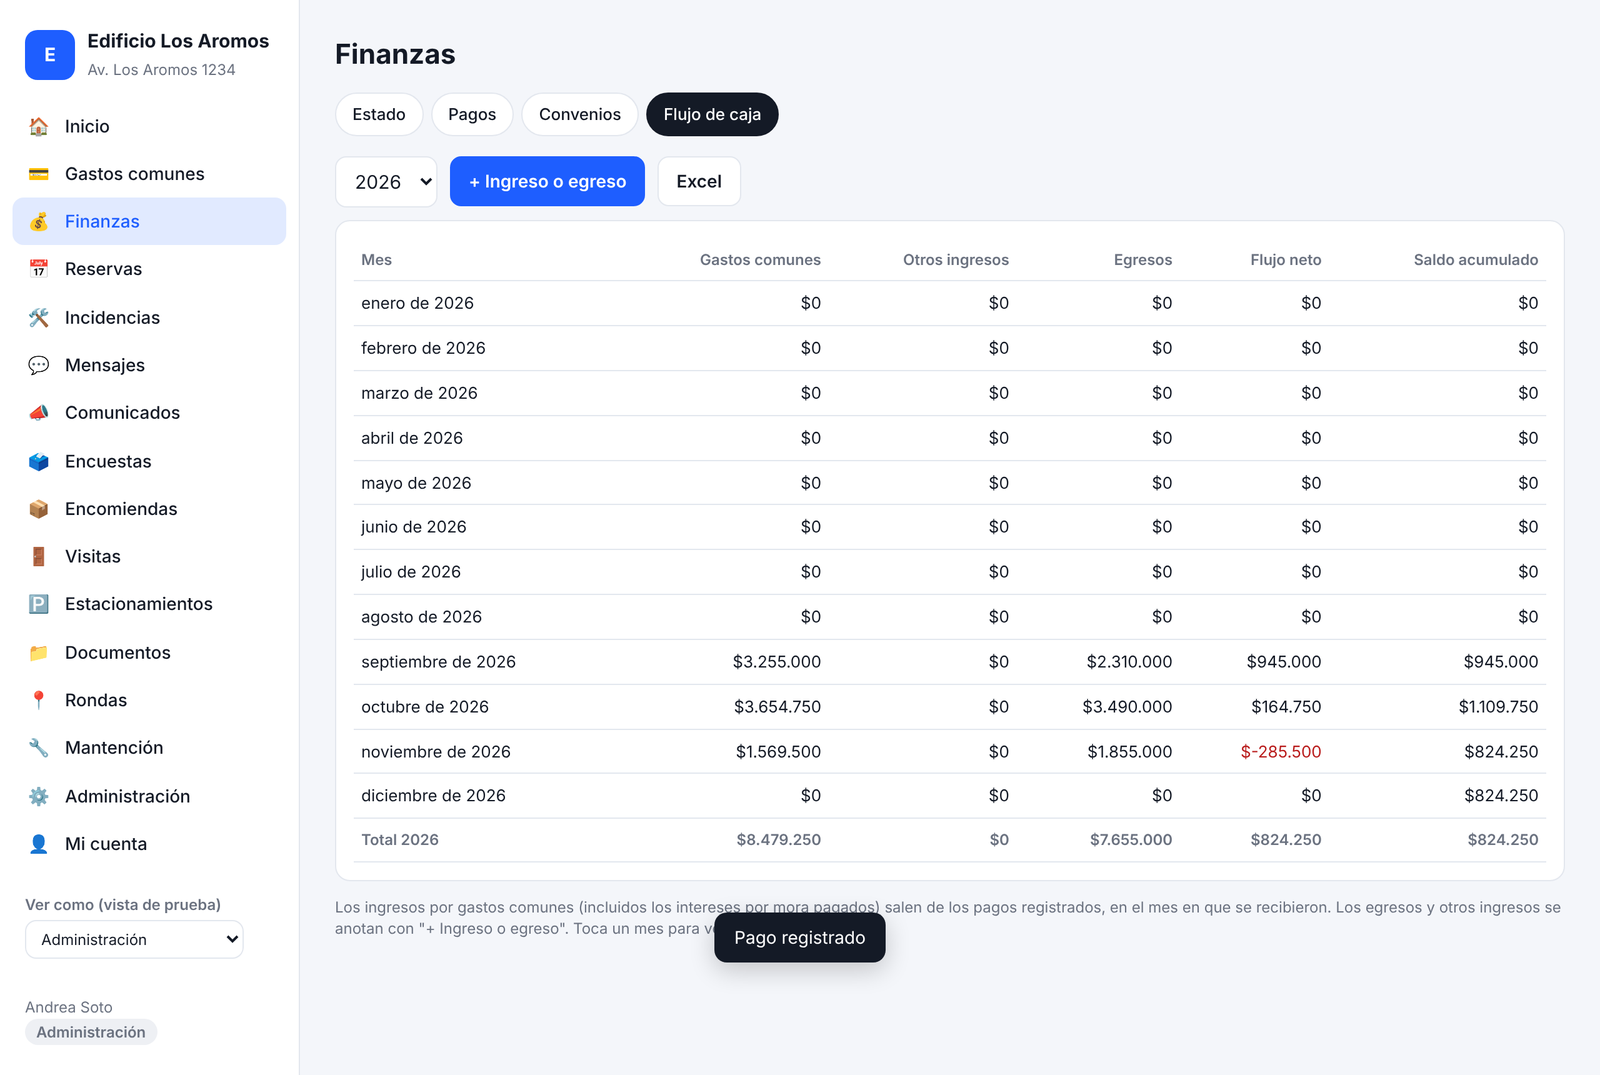 E
Edificio Los Aromos
Av. Los Aromos 1234
Inicio
Gastos comunes
Finanzas
Reservas
Incidencias
Mensajes
Comunicados
Encuestas
Encomiendas
Visitas
Estacionamientos
Documentos
Rondas
Mantención
Administración
Mi cuenta
Ver como (vista de prueba)
Administración
Andrea Soto
Administración
Finanzas
Estado Pagos Convenios Flujo de caja
2026 + Ingreso o egreso Excel
Mes Gastos comunes Otros ingresos Egresos Flujo neto Saldo acumulado
enero de 2026 $0 $0 $0 $0 $0
febrero de 2026 $0 $0 $0 $0 $0
marzo de 2026 $0 $0 $0 $0 $0
abril de 2026 $0 $0 $0 $0 $0
mayo de 2026 $0 $0 $0 $0 $0
junio de 2026 $0 $0 $0 $0 $0
julio de 2026 $0 $0 $0 $0 $0
agosto de 2026 $0 $0 $0 $0 $0
septiembre de 2026 $3.255.000 $0 $2.310.000 $945.000 $945.000
octubre de 2026 $3.654.750 $0 $3.490.000 $164.750 $1.109.750
noviembre de 2026 $1.569.500 $0 $1.855.000 $-285.500 $824.250
diciembre de 2026 $0 $0 $0 $0 $824.250
Total 2026 $8.479.250 $0 $7.655.000 $824.250 $824.250
Los ingresos por gastos comunes (incluidos los intereses por mora pagados) salen de los pagos registrados, en el mes en que se recibieron. Los egresos y otros ingresos se
anotan con "+ Ingreso o egreso". Toca un mes para
Pago registrado